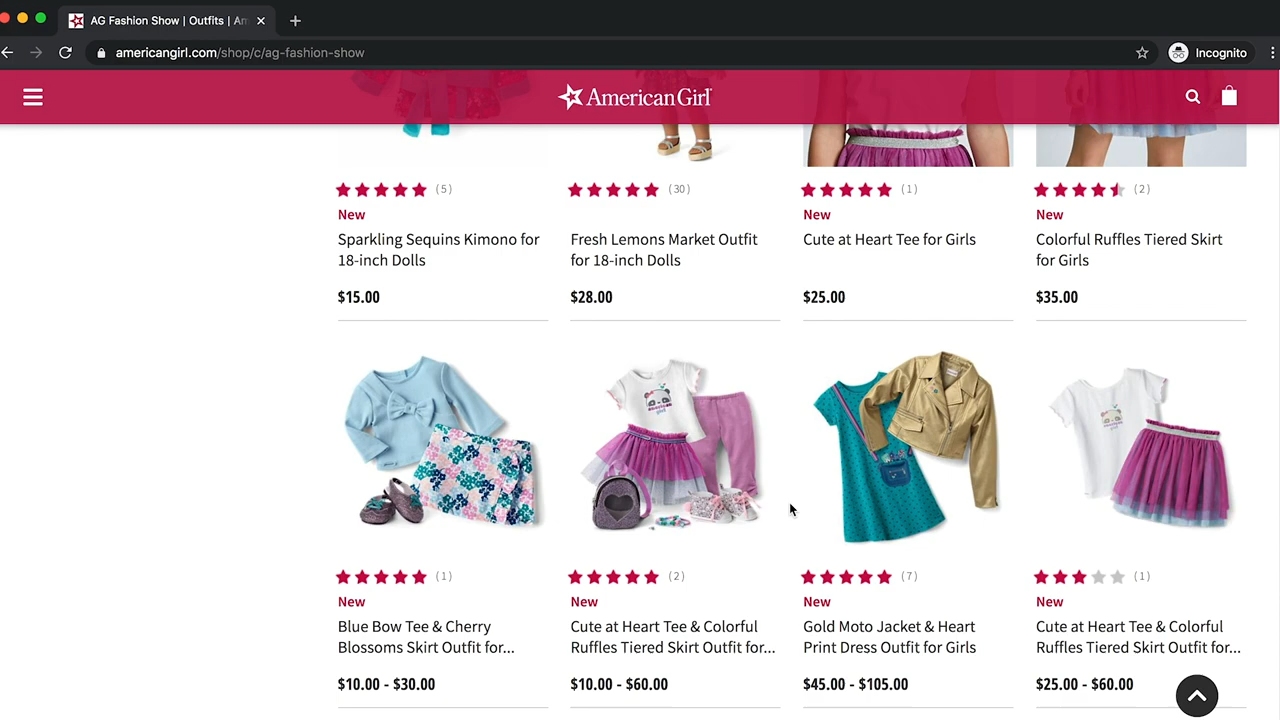 AG Fashion Show | Outfits | Am
americangirl.com/shop/c/ag-fashion-show
Incognito
AmericanGirl
(5)
(30)
(1)
(2)
New
New
New
New
Sparkling Sequins Kimono for
18-inch Dolls
Fresh Lemons Market Outfit
for 18-inch Dolls
Cute at Heart Tee for Girls
Colorful Ruffles Tiered Skirt
for Girls
$15.00
$28.00
$25.00
$35.00
(1)
(2)
(7)
(1)
New
New
New
New
Blue Bow Tee & Cherry
Blossoms Skirt Outfit for...
Cute at Heart Tee & Colorful
Ruffles Tiered Skirt Outfit for...
Gold Moto Jacket & Heart
Print Dress Outfit for Girls
Cute at Heart Tee & Colorful
Ruffles Tiered Skirt Outfit for...
$10.00 - $30.00
$10.00 - $60.00
$45.00 - $105.00
$25.00 - $60.00